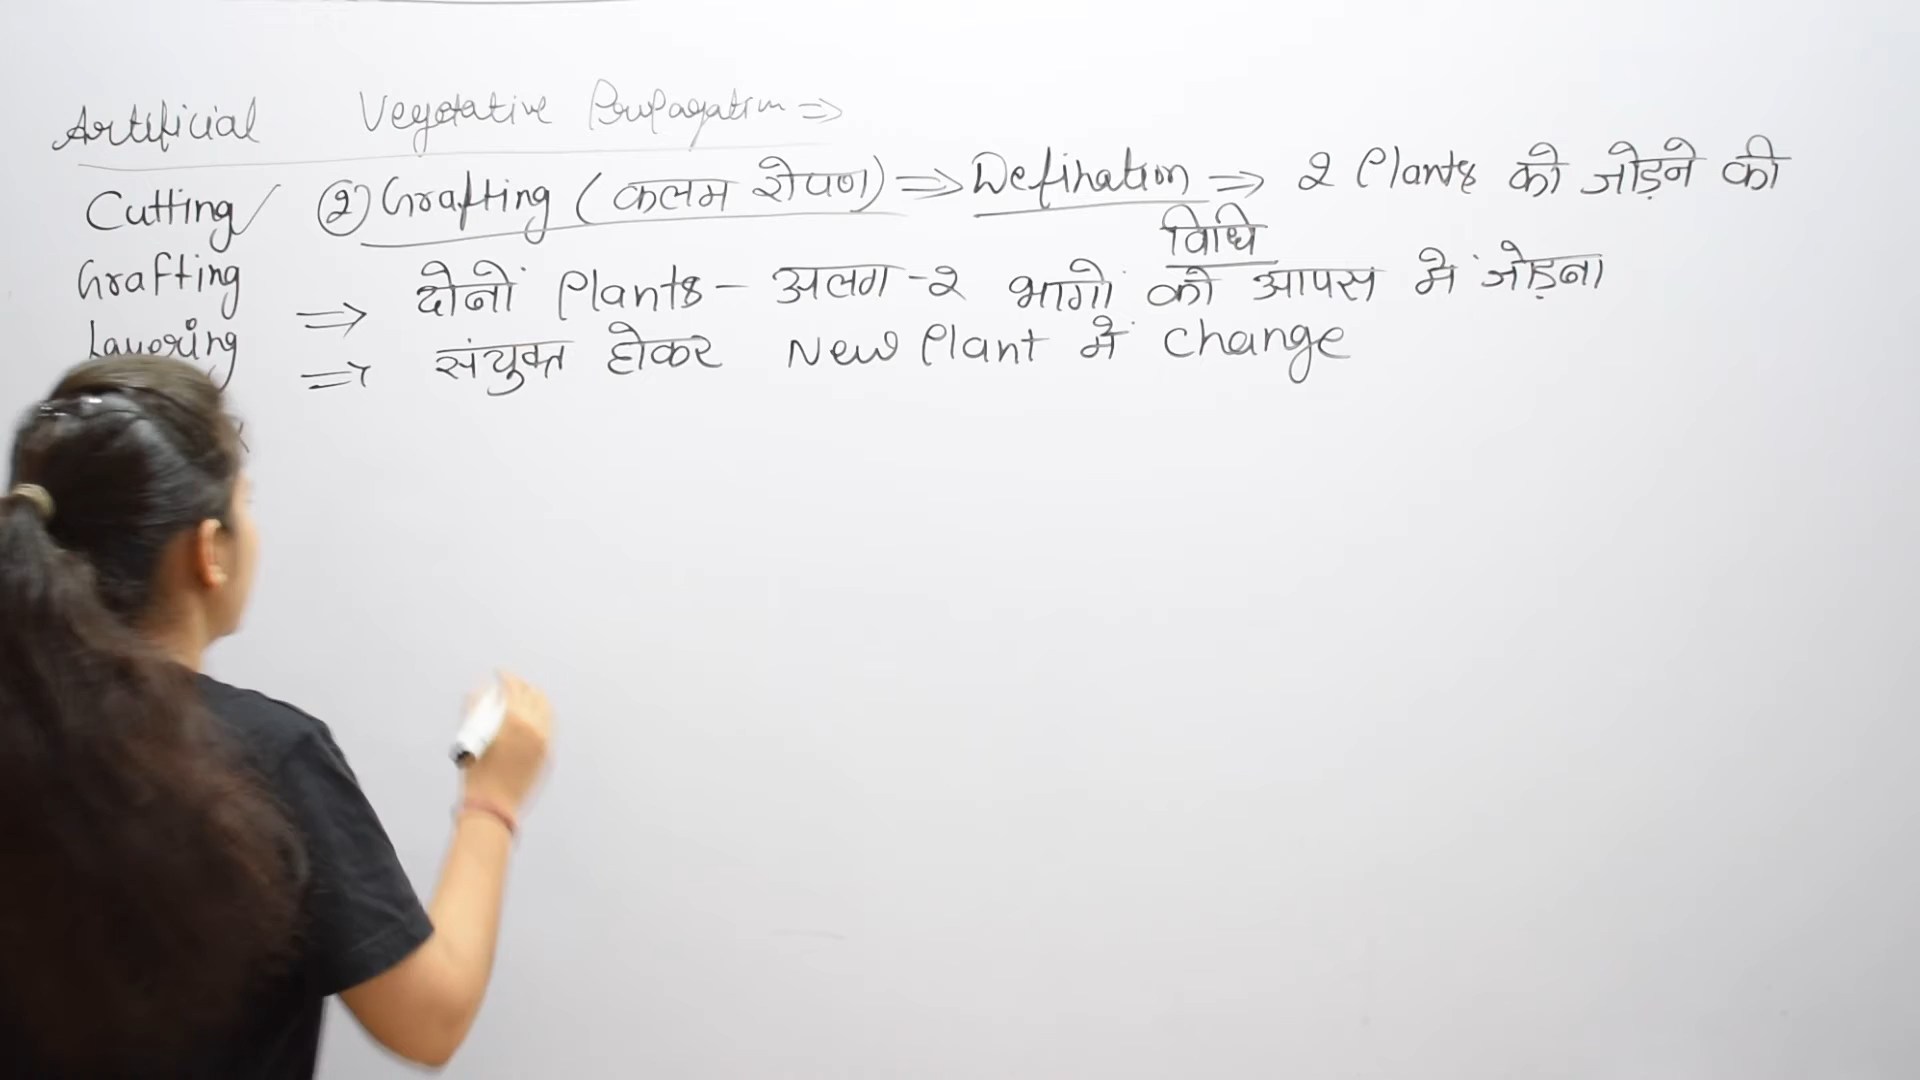 Artificial Vegetative Propagation ⇒
Cutting ✓ ② Grafting (कलम रोपण) ⇒ Defination ⇒ 2 Plants को जोड़ने की
विधि
Grafting ⇒ दोनों Plants - अलग-2 भागों को आपस में जोड़ना
Layering ⇒ संयुक्त होकर New Plant में Change